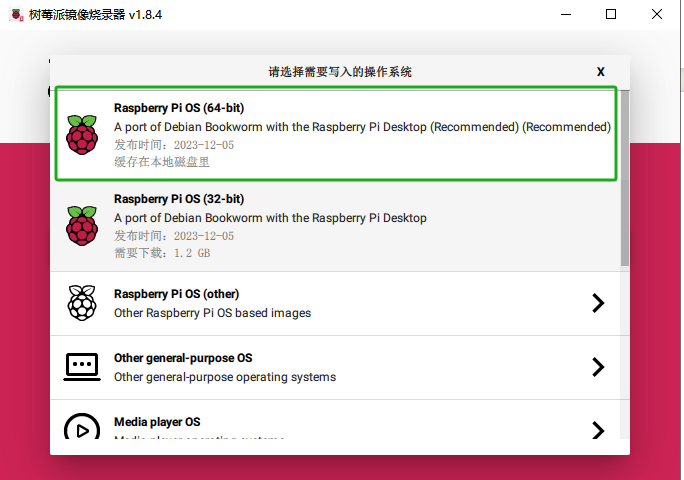 树莓派镜像烧录器 v1.8.4
请选择需要写入的操作系统
X
Raspberry Pi OS (64-bit)
A port of Debian Bookworm with the Raspberry Pi Desktop (Recommended) (Recommended)
发布时间：2023-12-05
缓存在本地磁盘里
Raspberry Pi OS (32-bit)
A port of Debian Bookworm with the Raspberry Pi Desktop
发布时间：2023-12-05
需要下载：1.2 GB
Raspberry Pi OS (other)
Other Raspberry Pi OS based images
Other general-purpose OS
Other general-purpose operating systems
Media player OS
Media player operating systems